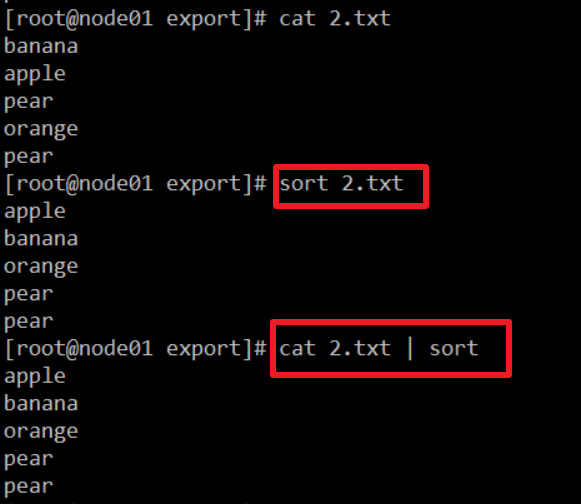 [root@node01 export]# cat 2.txt
banana
apple
pear
orange
pear
[root@node01 export]# sort 2.txt
apple
banana
orange
pear
pear
[root@node01 export]# cat 2.txt | sort
apple
banana
orange
pear
pear